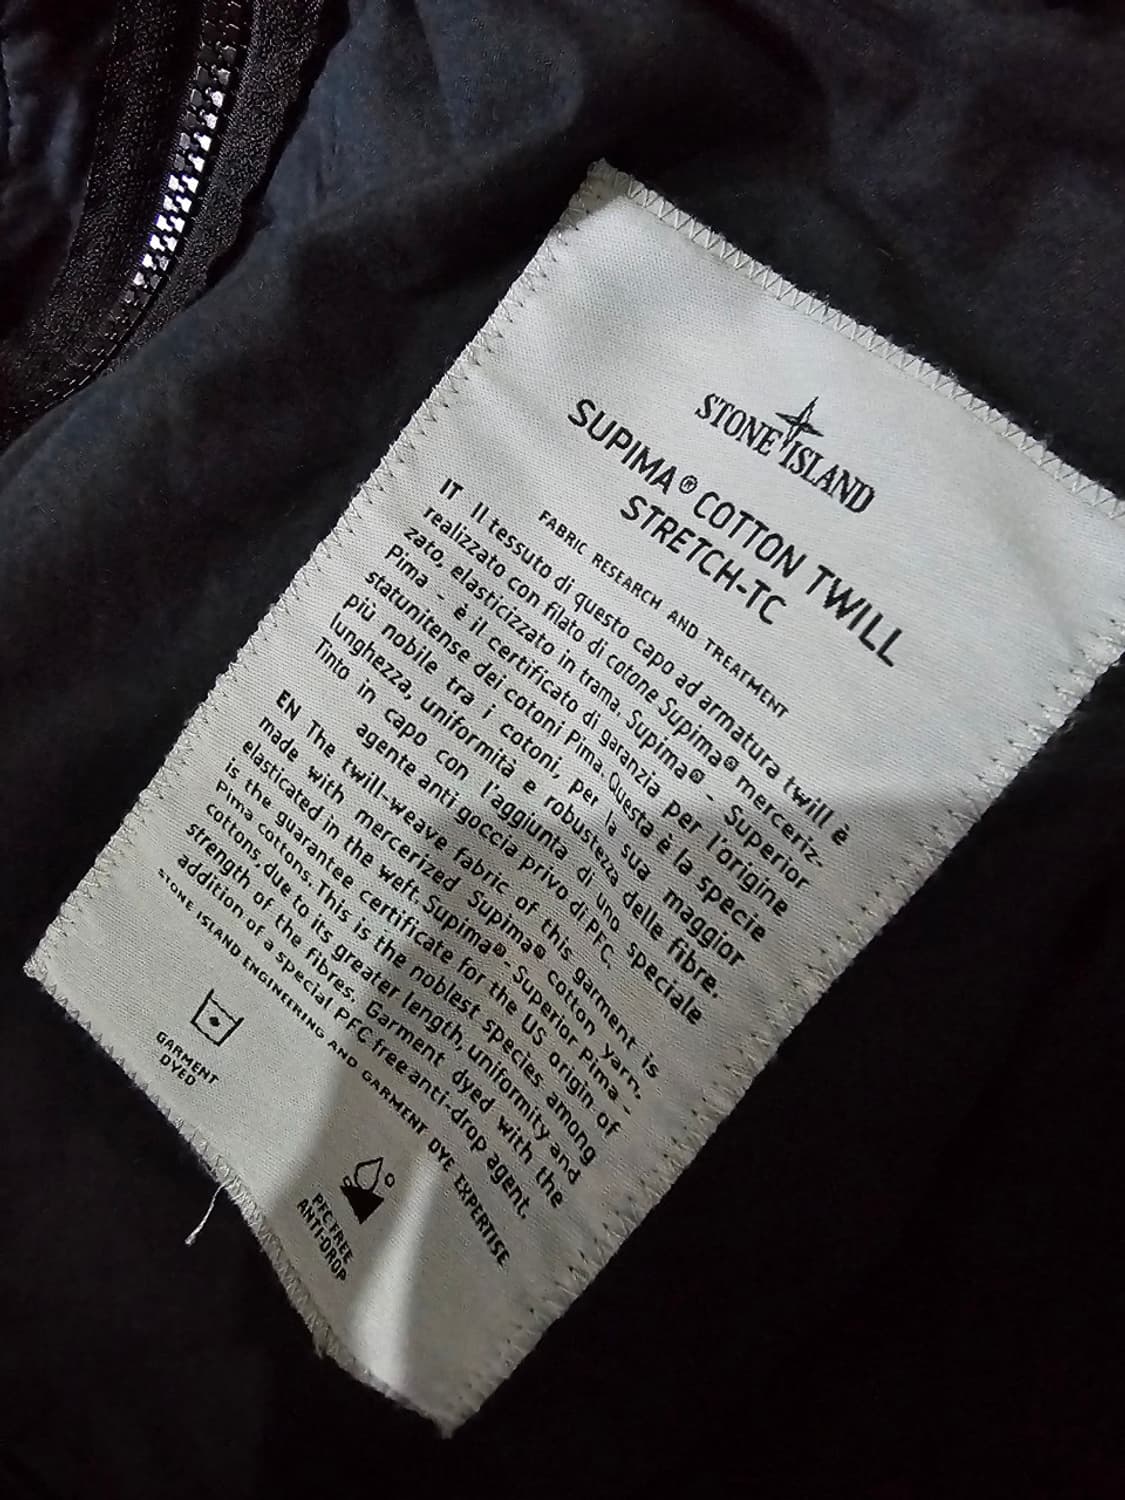 STONE ISLAND
SUPIMA® COTTON TWILL
STRETCH-TC
FABRIC RESEARCH AND TREATMENT
IT Il tessuto di questo capo ad armatura twill è
realizzato con filato di cotone Supima® merceriz-
zato, elasticizzato in trama. Supima® - Superior
Pima - è il certificato di garanzia per l'origine
statunitense dei cotoni Pima. Questa è la specie
più nobile tra i cotoni, per la sua maggior
lunghezza, uniformità e robustezza delle fibre.
Tinto in capo con l'aggiunta di uno speciale
agente anti goccia privo di PFC.
EN The twill-weave fabric of this garment is
made with mercerized Supima® cotton yarn,
elasticated in the weft. Supima® - Superior Pima -
is the guarantee certificate for the US origin of
Pima cottons. This is the noblest species among
cottons, due to its greater length, uniformity and
strength of the fibres. Garment dyed with the
addition of a special PFC free anti-drop agent.
STONE ISLAND ENGINEERING AND GARMENT DYE EXPERTISE
GARMENT
DYED
PFC FREE
ANTI-DROP